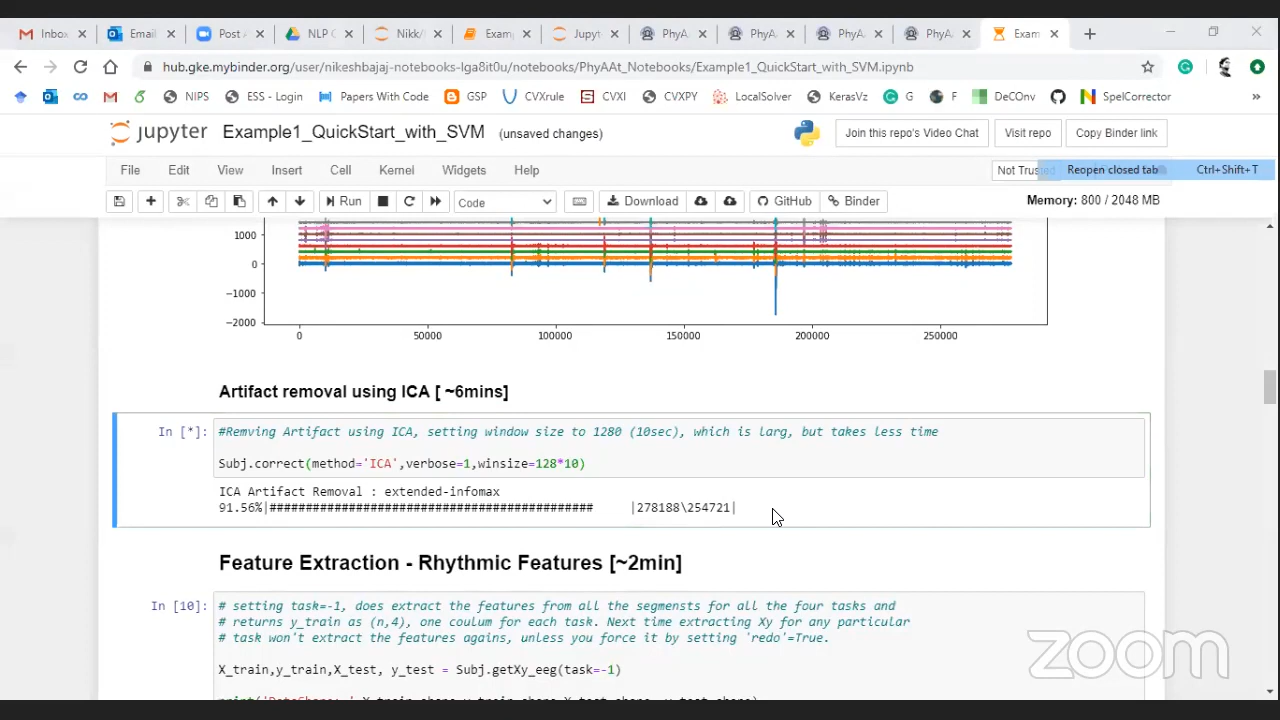 Inbo
Email
Post A
NLP C
Nikk/
Examp
Jupyt
PhyA
PhyA
PhyA
PhyA
Exam
hub.gke.mybinder.org/user/nikeshbajaj-notebooks-lga8it0u/notebooks/PhyAAt_Notebooks/Example1_QuickStart_with_SVM.ipynb
NIPS
ESS - Login
Papers With Code
GSP
CVXrule
CVXI
CVXPY
LocalSolver
KerasVz
G
F
DeCOnv
SpelCorrector
»
jupyter Example1_QuickStart_with_SVM (unsaved changes)
Join this repo's Video Chat
Visit repo
Copy Binder link
File Edit View Insert Cell Kernel Widgets Help
Not Trus
Reopen closed tab Ctrl+Shift+T
Run
Code
Download
GitHub
Binder
Memory: 800 / 2048 MB
1000
0
−1000
−2000
0 50000 100000 150000 200000 250000
Artifact removal using ICA [ ~6mins]
In [*]: #Remving Artifact using ICA, setting window size to 1280 (10sec), which is larg, but takes less time
Subj.correct(method='ICA',verbose=1,winsize=128*10)
ICA Artifact Removal : extended-infomax
91.56%|############################################# |278188\254721|
Feature Extraction - Rhythmic Features [~2min]
In [10]: # setting task=-1, does extract the features from all the segmensts for all the four tasks and
# returns y_train as (n,4), one coulum for each task. Next time extracting Xy for any particular
# task won't extract the features agains, unless you force it by setting 'redo'=True.
X_train,y_train,X_test, y_test = Subj.getXy_eeg(task=-1)
zoom